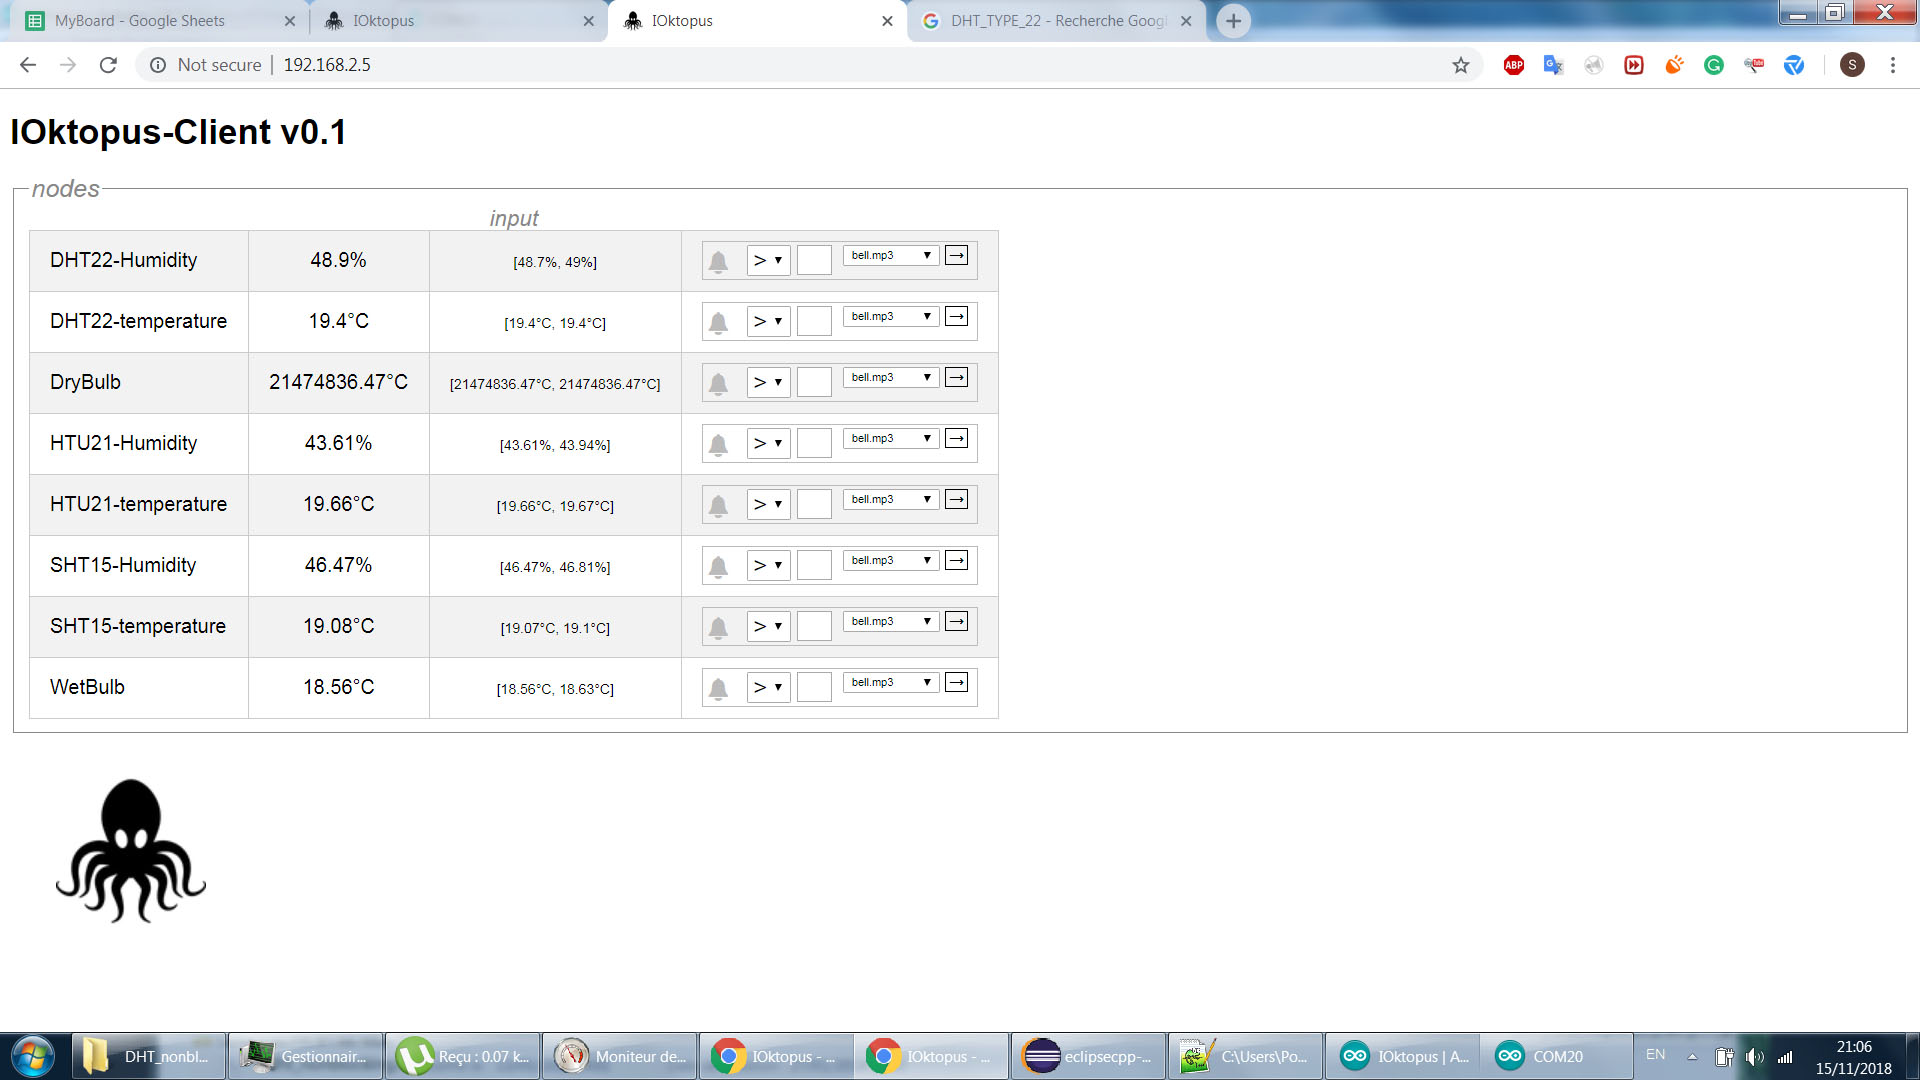 MyBoard - Google Sheets
IOktopus
IOktopus
DHT_TYPE_22 - Recherche Googl
Not secure | 192.168.2.5
ABP
S
IOktopus-Client v0.1
nodes
input
DHT22-Humidity 48.9% [48.7%, 49%] > bell.mp3 →
DHT22-temperature 19.4°C [19.4°C, 19.4°C] > bell.mp3 →
DryBulb 21474836.47°C [21474836.47°C, 21474836.47°C] > bell.mp3 →
HTU21-Humidity 43.61% [43.61%, 43.94%] > bell.mp3 →
HTU21-temperature 19.66°C [19.66°C, 19.67°C] > bell.mp3 →
SHT15-Humidity 46.47% [46.47%, 46.81%] > bell.mp3 →
SHT15-temperature 19.08°C [19.07°C, 19.1°C] > bell.mp3 →
WetBulb 18.56°C [18.56°C, 18.63°C] > bell.mp3 →
DHT_nonbl...
Gestionnair...
Reçu : 0.07 k...
Moniteur de...
IOktopus - ...
IOktopus - ...
eclipsecpp-...
C:\Users\Po...
IOktopus | A...
COM20
EN
21:06
15/11/2018